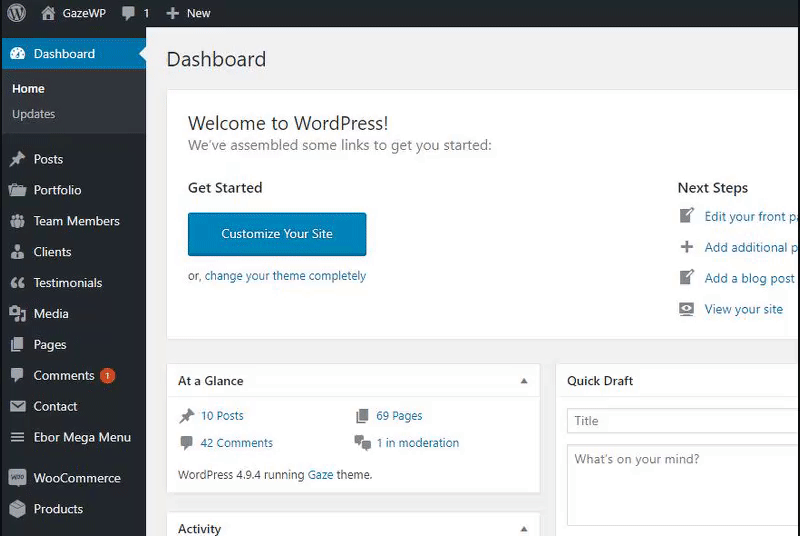 GazeWP 1 New
Dashboard
Home
Updates
Posts
Portfolio
Team Members
Clients
Testimonials
Media
Pages
Comments 1
Contact
Ebor Mega Menu
WOO WooCommerce
Products
Dashboard
Welcome to WordPress!
We've assembled some links to get you started:
Get Started
Customize Your Site
or, change your theme completely
Next Steps
Edit your front pa
Add additional p
Add a blog post
View your site
At a Glance
10 Posts
69 Pages
42 Comments
1 in moderation
WordPress 4.9.4 running Gaze theme.
Activity
Quick Draft
Title
What's on your mind?